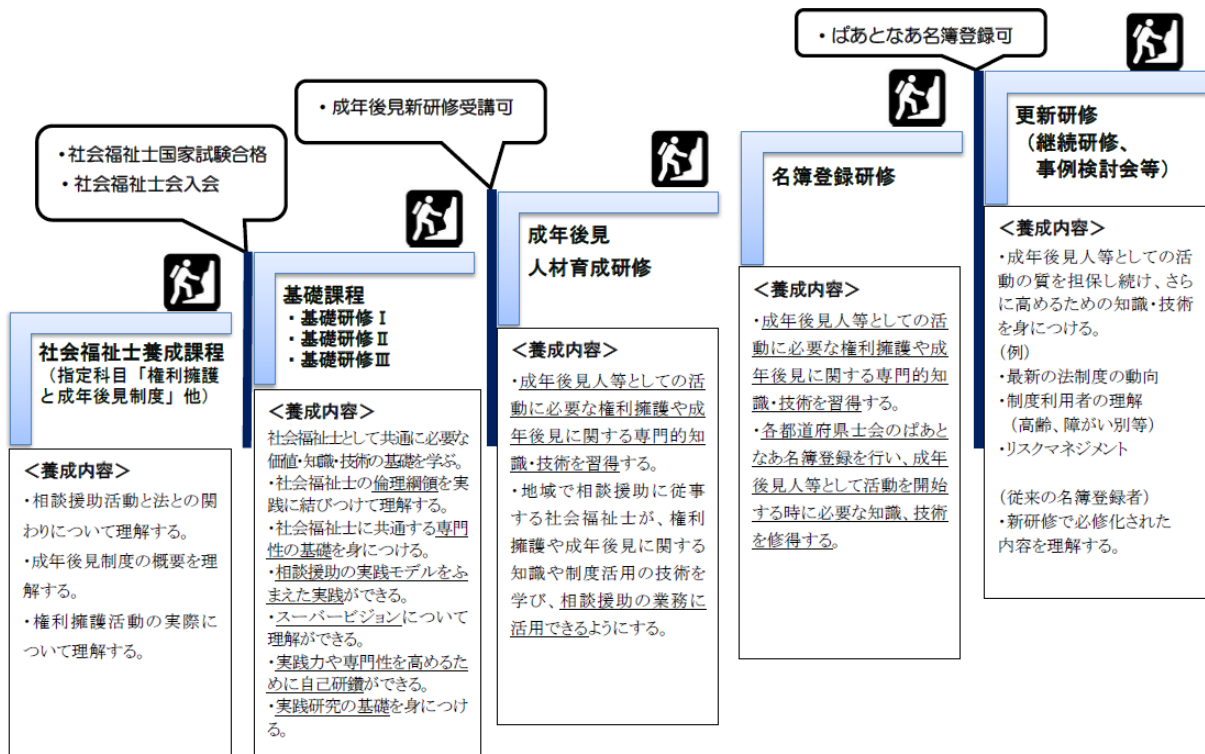 ・社会福祉士国家試験合格
・社会福祉士会入会
・成年後見新研修受講可
・ぱあとなあ名簿登録可
社会福祉士養成課程
（指定科目「権利擁護
と成年後見制度」他）
＜養成内容＞
・相談援助活動と法との関
わりについて理解する。
・成年後見制度の概要を理
解する。
・権利擁護活動の実際に
ついて理解する。
基礎課程
・基礎研修Ⅰ
・基礎研修Ⅱ
・基礎研修Ⅲ
＜養成内容＞
社会福祉士として共通に必要な
価値・知識・技術の基礎を学ぶ。
・社会福祉士の倫理綱領を実
践に結びつけて理解する。
・社会福祉士に共通する専門
性の基礎を身につける。
・相談援助の実践モデルをふ
まえた実践ができる。
・スーパービジョンについて
理解ができる。
・実践力や専門性を高めるた
めに自己研鑽ができる。
・実践研究の基礎を身につけ
る。
成年後見
人材育成研修
＜養成内容＞
・成年後見人等としての活
動に必要な権利擁護や成
年後見に関する専門的知
識・技術を習得する。
・地域で相談援助に従事
する社会福祉士が、権利
擁護や成年後見に関する
知識や制度活用の技術を
学び、相談援助の業務に
活用できるようにする。
名簿登録研修
＜養成内容＞
・成年後見人等としての活
動に必要な権利擁護や成
年後見に関する専門的知
識・技術を習得する。
・各都道府県士会のぱあと
なあ名簿登録を行い、成年
後見人等として活動を開始
する時に必要な知識、技術
を修得する。
更新研修
（継続研修、
事例検討会等）
＜養成内容＞
・成年後見人等としての活
動の質を担保し続け、さら
に高めるための知識・技術
を身につける。
（例）
・最新の法制度の動向
・制度利用者の理解
（高齢、障がい別等）
・リスクマネジメント
（従来の名簿登録者）
・新研修で必修化された
内容を理解する。